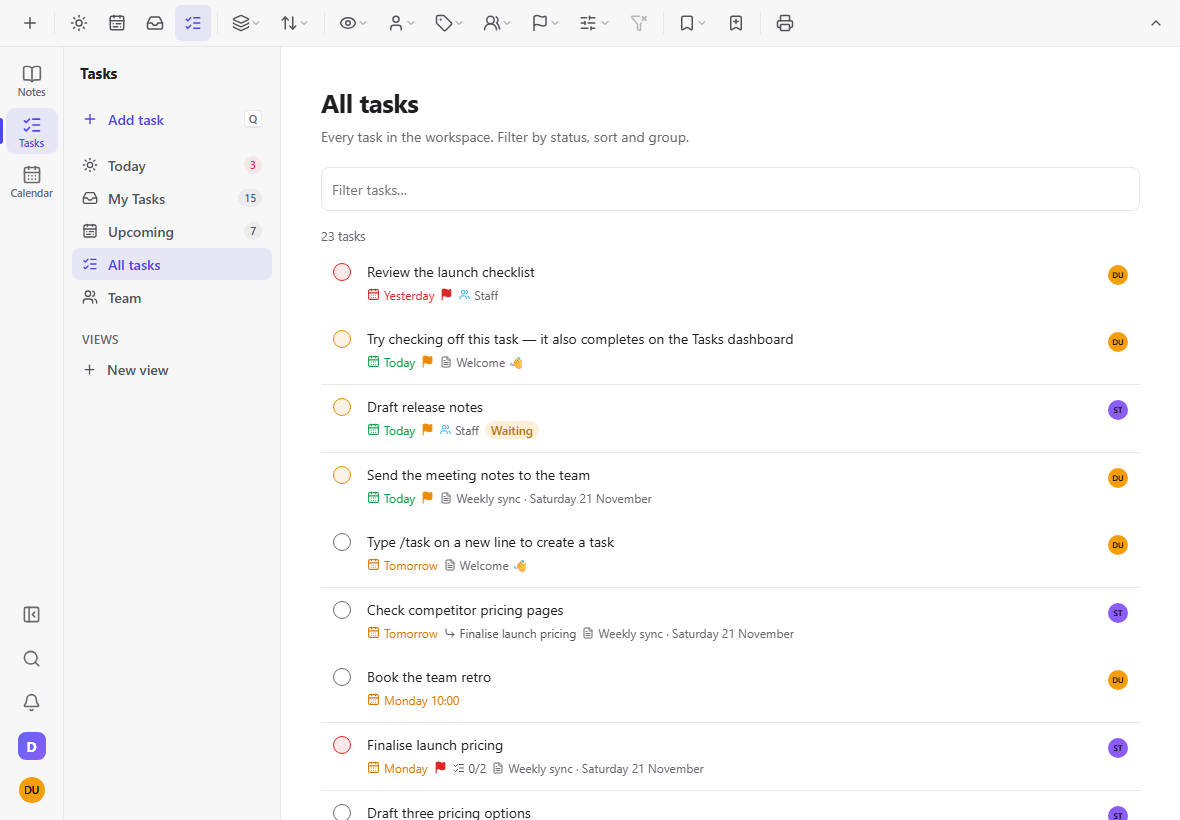 Notes
Tasks
Calendar
D
DU
Tasks
Add task Q
Today 3
My Tasks 15
Upcoming 7
All tasks
Team
VIEWS
New view
All tasks
Every task in the workspace. Filter by status, sort and group.
Filter tasks...
23 tasks
Review the launch checklist DU
Yesterday Staff
Try checking off this task — it also completes on the Tasks dashboard DU
Today Welcome 👋
Draft release notes ST
Today Staff Waiting
Send the meeting notes to the team DU
Today Weekly sync · Saturday 21 November
Type /task on a new line to create a task DU
Tomorrow Welcome 👋
Check competitor pricing pages ST
Tomorrow Finalise launch pricing Weekly sync · Saturday 21 November
Book the team retro DU
Monday 10:00
Finalise launch pricing ST
Monday 0/2 Weekly sync · Saturday 21 November
Draft three pricing options ST